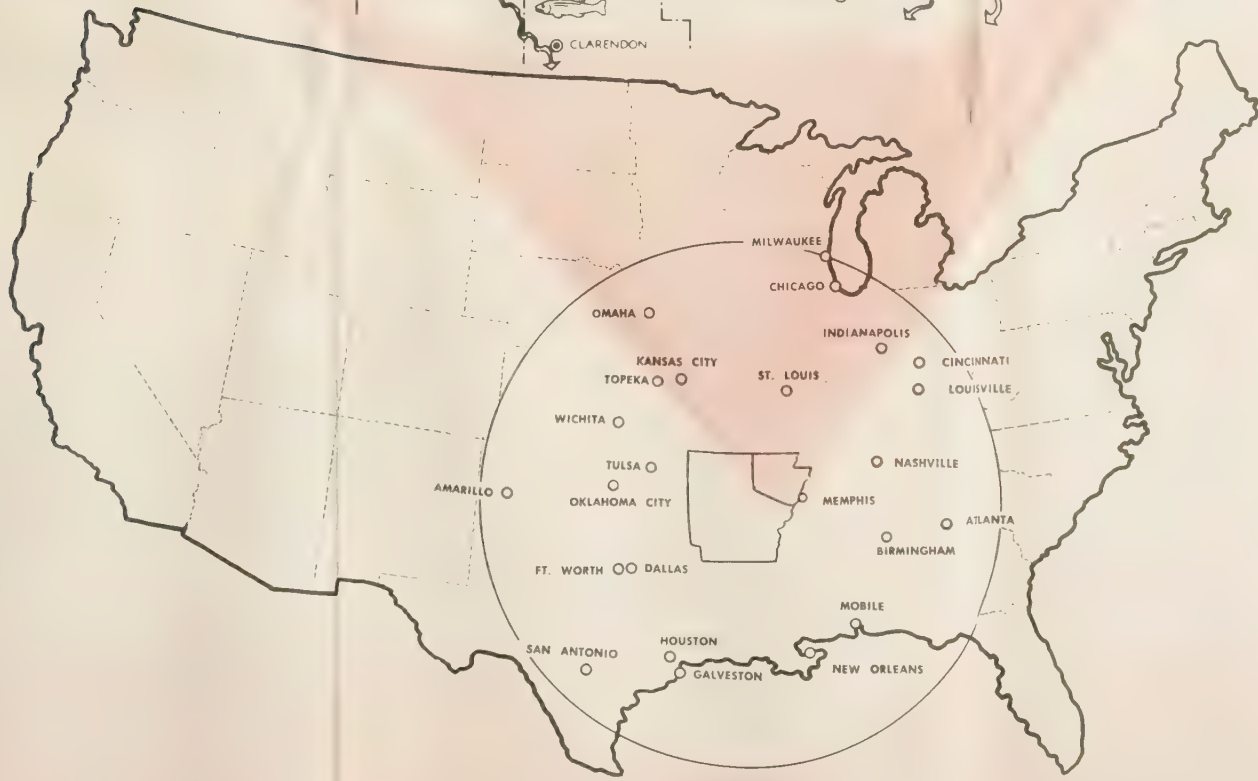 CLARENDON
MILWAUKEE
CHICAGO
OMAHA
INDIANAPOLIS
KANSAS CITY
CINCINNATI
TOPEKA
ST. LOUIS
LOUISVILLE
WICHITA
TULSA
NASHVILLE
AMARILLO
OKLAHOMA CITY
MEMPHIS
ATLANTA
BIRMINGHAM
FT. WORTH
DALLAS
MOBILE
HOUSTON
SAN ANTONIO
NEW ORLEANS
GALVESTON